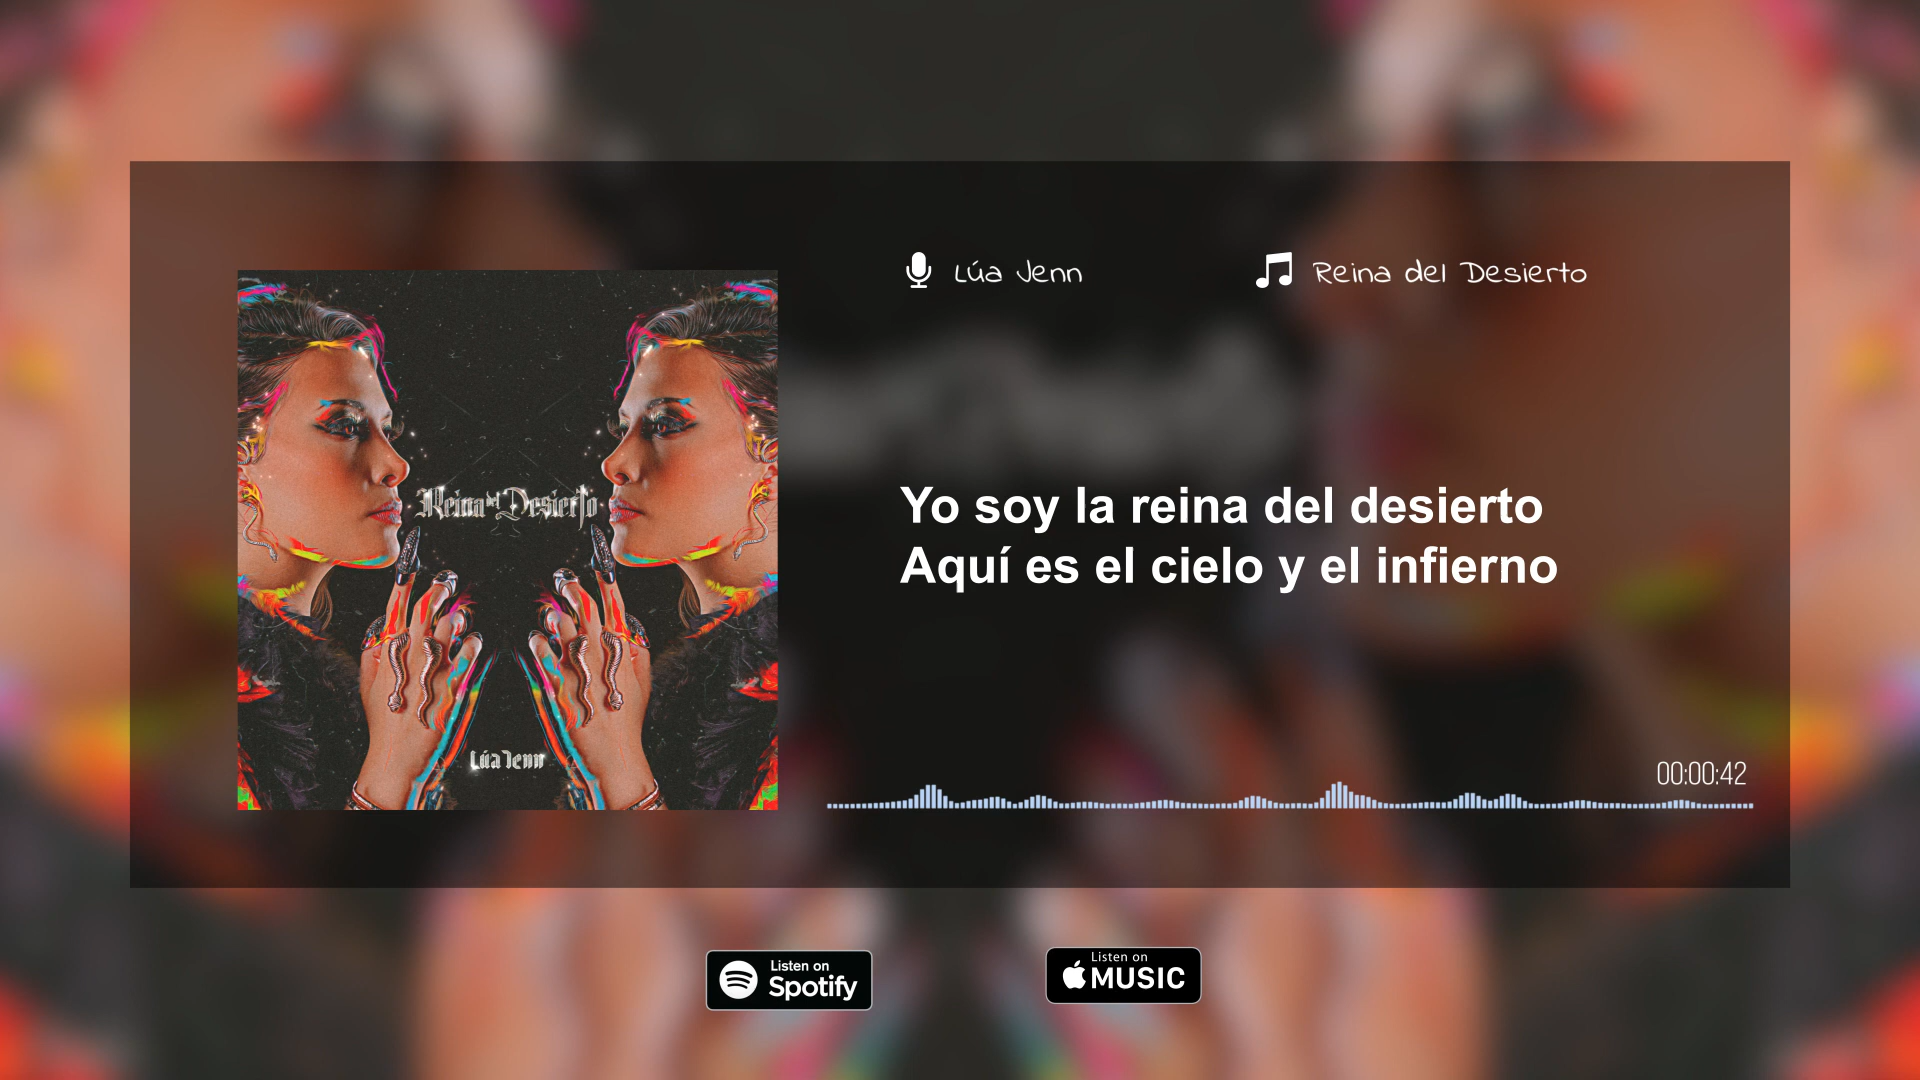 Lúa Jenn
Reina del Desierto
Reina del Desierto
Lúa Jenn
Yo soy la reina del desierto
Aquí es el cielo y el infierno
00:00:42
Listen on
Spotify
Listen on
MUSIC